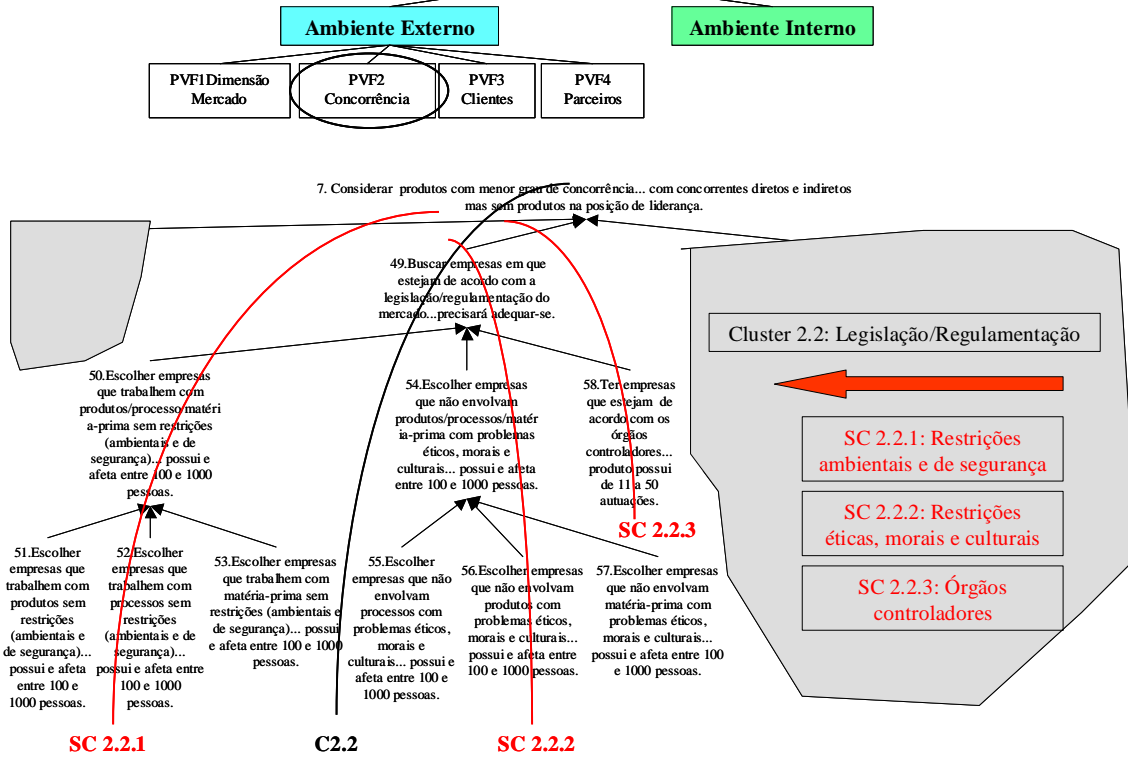 Ambiente Externo
Ambiente Interno
PVF1Dimensão
Mercado
PVF2
Concorrência
PVF3
Clientes
PVF4
Parceiros
7. Considerar produtos com menor grau de concorrência... com concorrentes diretos e indiretos
mas sem produtos na posição de liderança.
49.Buscar empresas em que
estejam de acordo com a
legislação/regulamentação do
mercado...precisará adequar-se.
Cluster 2.2: Legislação/Regulamentação
50.Escolher empresas
que trabalhem com
produtos/processo/matéri
a-prima sem restrições
(ambientais e de
segurança)... possui e
afeta entre 100 e 1000
pessoas.
54.Escolher empresas
que não envolvam
produtos/processos/matér
ia-prima com problemas
éticos, morais e
culturais... possui e afeta
entre 100 e 1000 pessoas.
58.Ter empresas
que estejam de
acordo com os
órgãos
controladores...
produto possui
de 11 a 50
autuações.
SC 2.2.1: Restrições
ambientais e de segurança
SC 2.2.2: Restrições
éticas, morais e culturais
SC 2.2.3: Órgãos
controladores
SC 2.2.3
51.Escolher
empresas que
trabalhem com
produtos sem
restrições
(ambientais e
de segurança)...
possui e afeta
entre 100 e
1000 pessoas.
52.Escolher
empresas que
trabalhem com
processos sem
restrições
(ambientais e de
segurança)...
possui e afeta entre
100 e 1000
pessoas.
53.Escolher empresas
que trabalhem com
matéria-prima sem
restrições (ambientais e
de segurança)... possui
e afeta entre 100 e 1000
pessoas.
55.Escolher
empresas que não
envolvam
processos com
problemas éticos,
morais e
culturais... possui e
afeta entre 100 e
1000 pessoas.
56.Escolher empresas
que não envolvam
produtos com
problemas éticos,
morais e culturais...
possui e afeta entre
100 e 1000 pessoas.
57.Escolher empresas
que não envolvam
matéria-prima com
problemas éticos,
morais e culturais...
possui e afeta entre 100
e 1000 pessoas.
SC 2.2.1
C2.2
SC 2.2.2